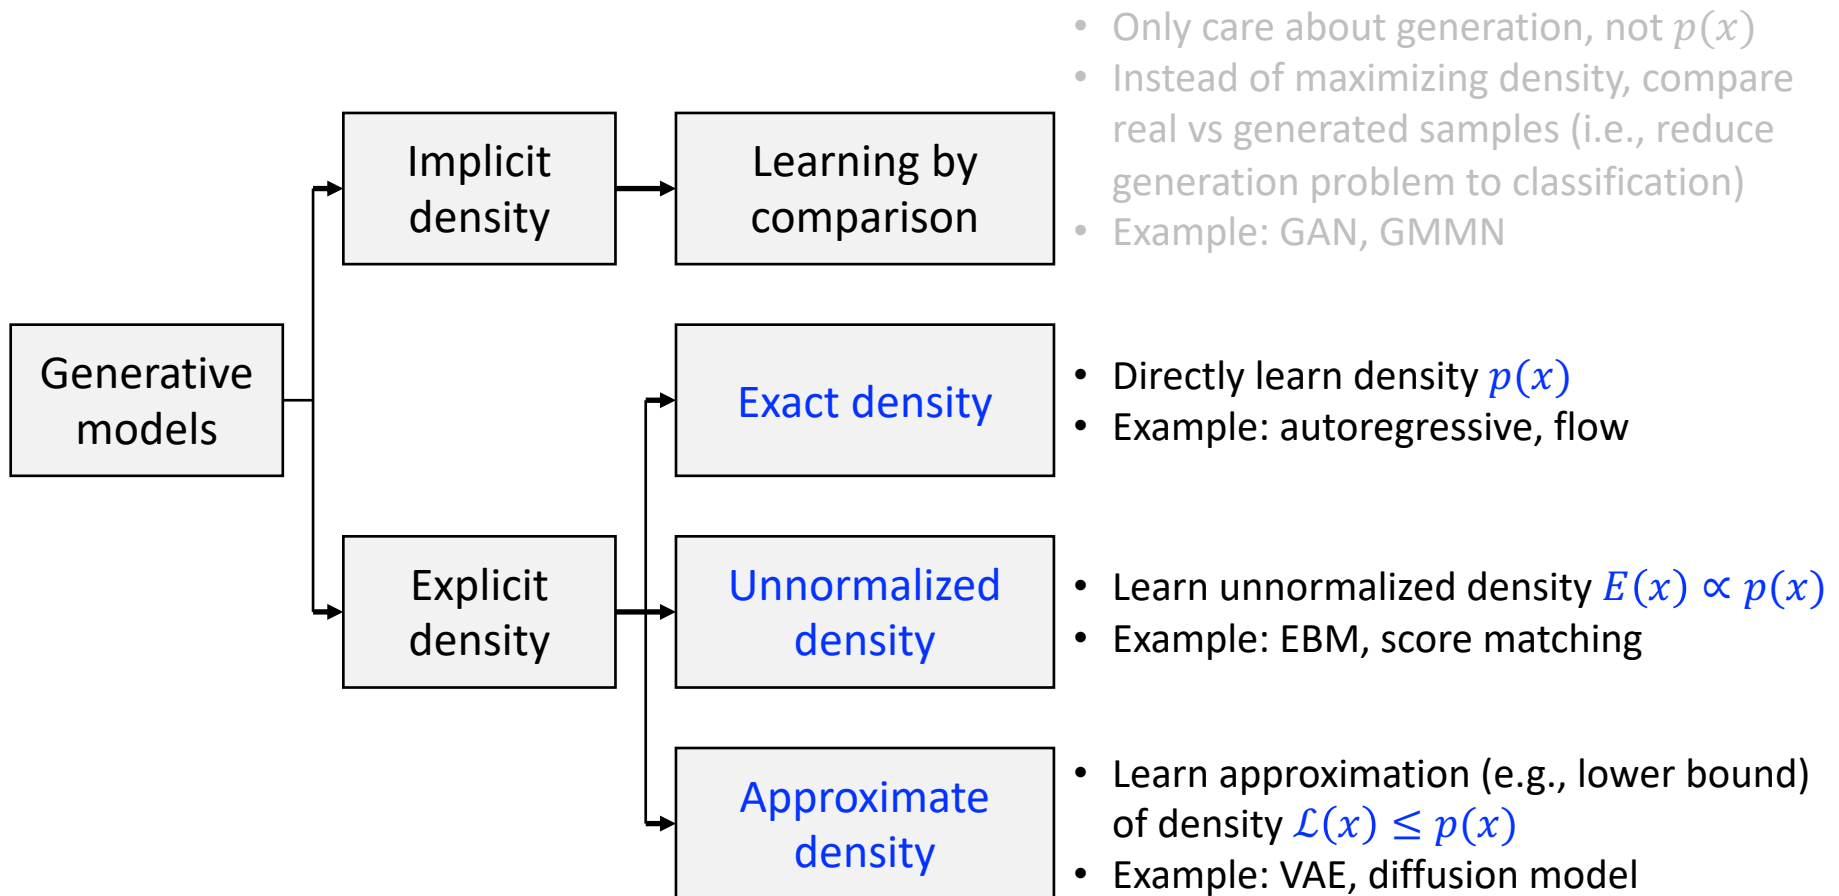 • Only care about generation, not p(x)
• Instead of maximizing density, compare
real vs generated samples (i.e., reduce
generation problem to classification)
• Example: GAN, GMMN
Implicit
density
Learning by
comparison
Generative
models
Exact density
• Directly learn density p(x)
• Example: autoregressive, flow
Explicit
density
Unnormalized
density
• Learn unnormalized density E(x) ∝ p(x)
• Example: EBM, score matching
Approximate
density
• Learn approximation (e.g., lower bound)
of density ℒ(x) ≤ p(x)
• Example: VAE, diffusion model